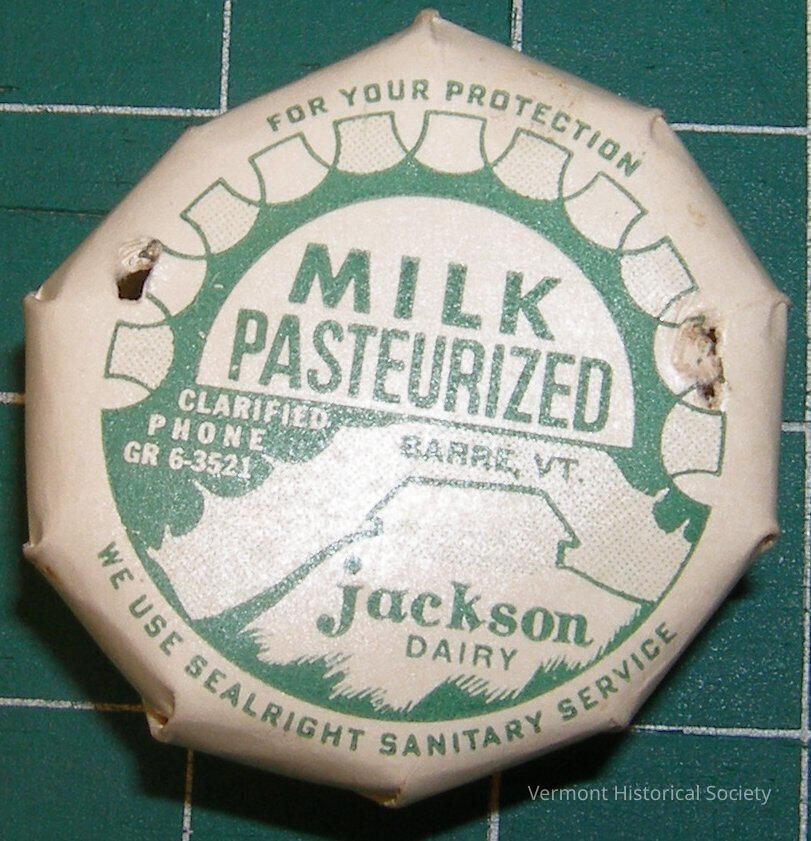 FOR YOUR PROTECTION
MILK
PASTEURIZED
CLARIFIED
PHONE
GR 6-3521
BARRE, VT.
jackson
DAIRY
WE USE SEALRIGHT SANITARY SERVICE
Vermont Historical Society